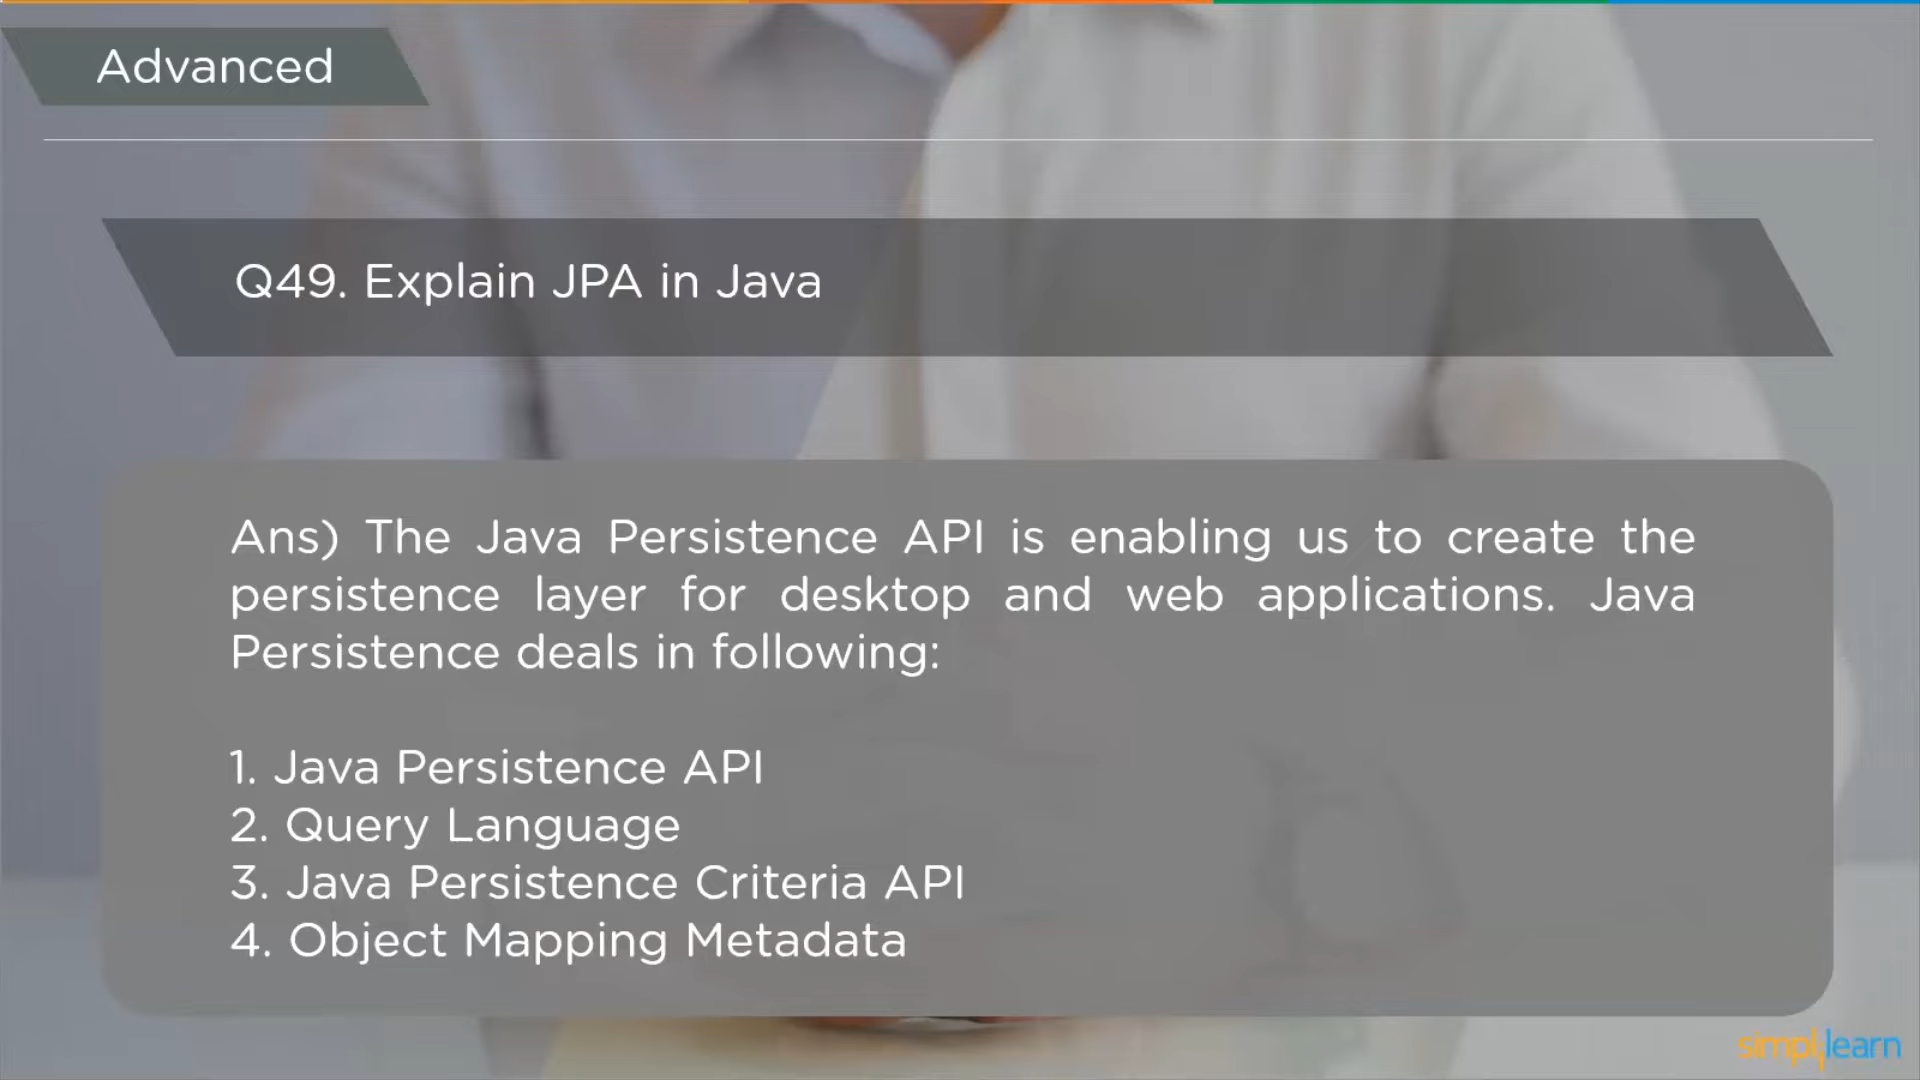 Advanced
Q49. Explain JPA in Java
Ans) The Java Persistence API is enabling us to create the
persistence layer for desktop and web applications. Java
Persistence deals in following:
1. Java Persistence API
2. Query Language
3. Java Persistence Criteria API
4. Object Mapping Metadata
simplilearn